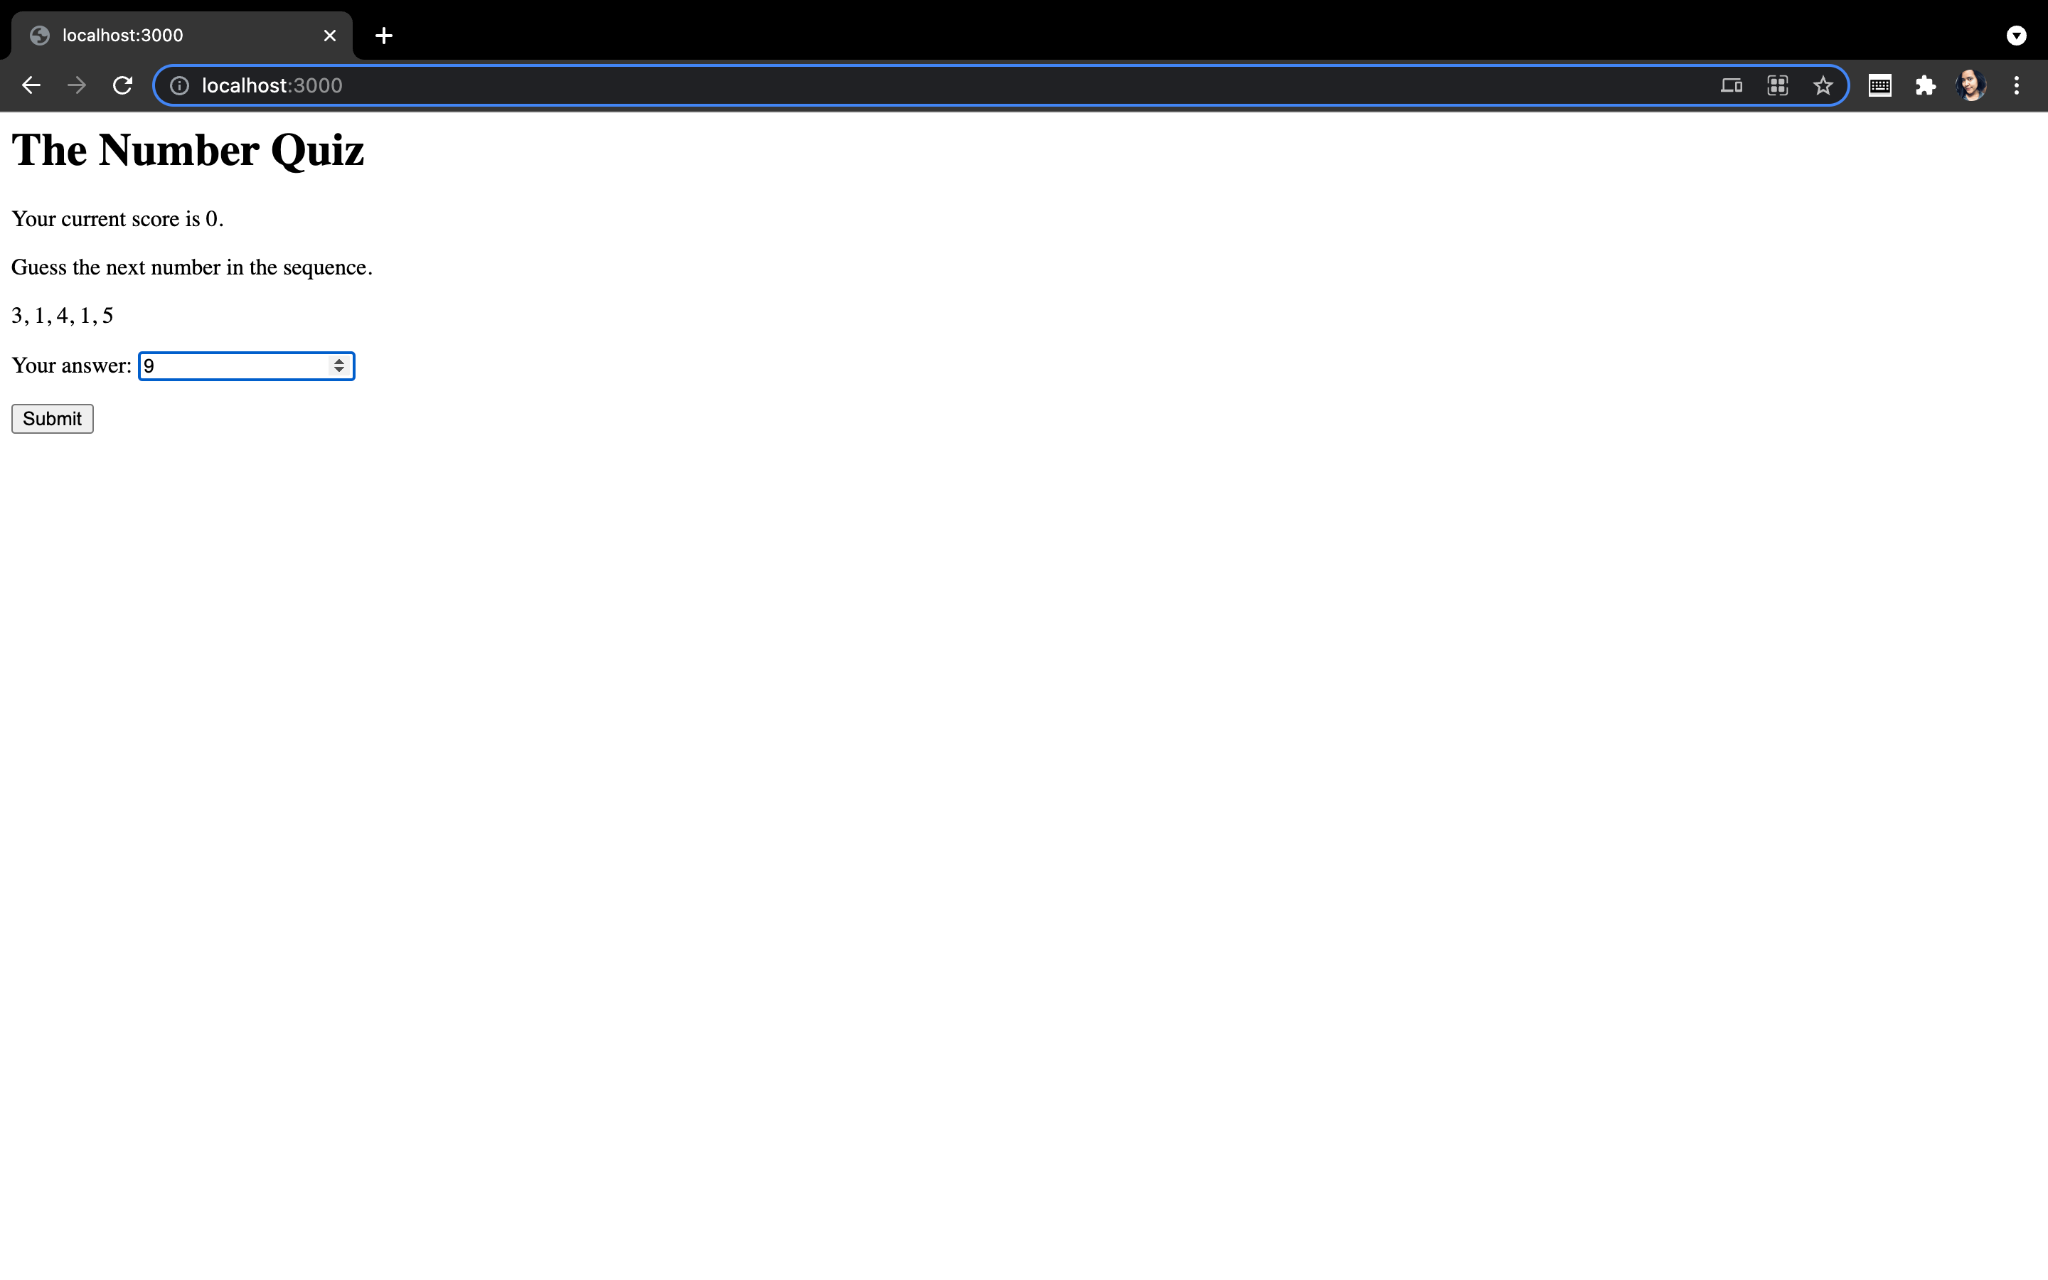 localhost:3000
localhost:3000
The Number Quiz
Your current score is 0.
Guess the next number in the sequence.
3, 1, 4, 1, 5
Your answer: 9
Submit